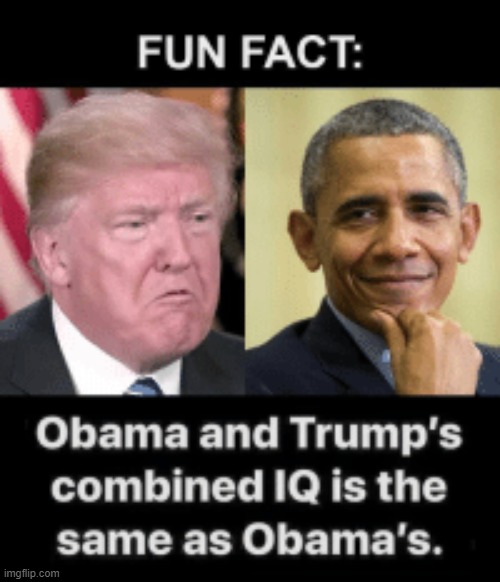 FUN FACT:
Obama and Trump's
combined IQ is the
same as Obama's.
imgflip.com